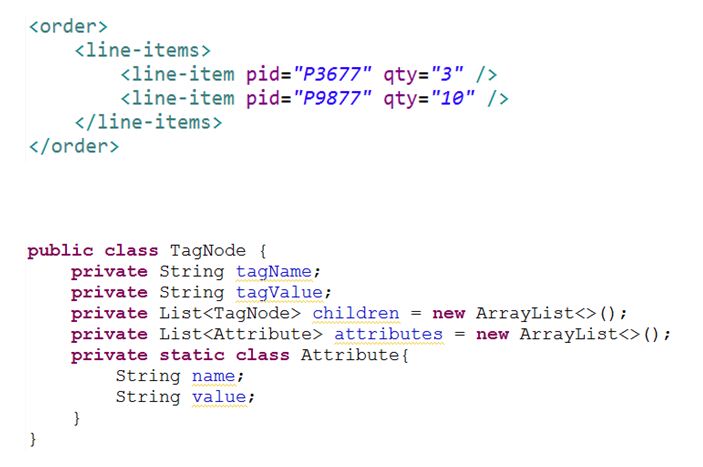 <order>
    <line-items>
        <line-item pid="P3677" qty="3" />
        <line-item pid="P9877" qty="10" />
    </line-items>
</order>
public class TagNode {
    private String tagName;
    private String tagValue;
    private List<TagNode> children = new ArrayList<>();
    private List<Attribute> attributes = new ArrayList<>();
    private static class Attribute{
        String name;
        String value;
    }
}